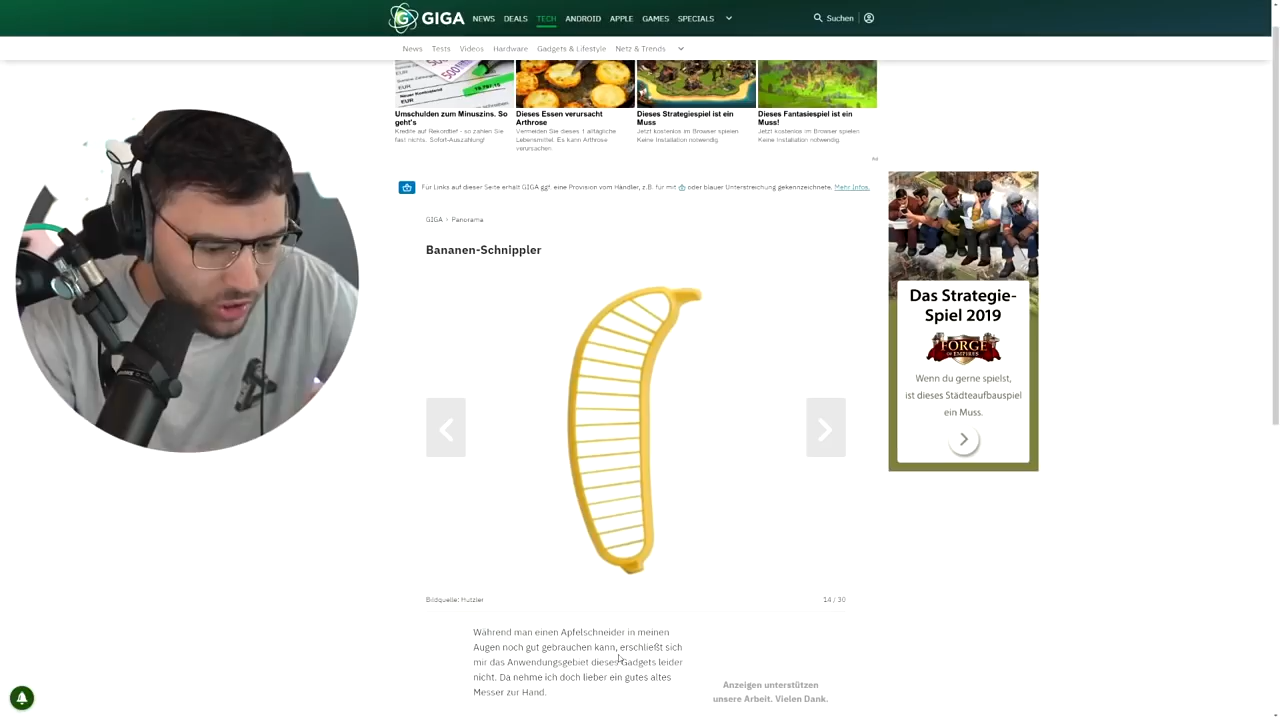 GIGA NEWS DEALS TECH ANDROID APPLE GAMES SPECIALS Suchen
News Tests Videos Hardware Gadgets & Lifestyle Netz & Trends
Umschulden zum Minuszins. So geht's
Kredite auf Rekordtief - so zahlen Sie fast nichts. Sofort-Auszahlung!
Dieses Essen verursacht
Arthrose
Vermeiden Sie dieses 1 alltägliche
Lebensmittel. Es kann Arthrose
verursachen
Dieses Strategiespiel ist ein
Muss
Jetzt kostenlos im Browser spielen.
Keine Installation notwendig.
Dieses Fantasiespiel ist ein
Muss!
Jetzt kostenlos im Browser spielen
Keine Installation notwendig.
Für Links auf dieser Seite erhält GIGA ggf. eine Provision vom Händler, z.B. für mit oder blauer Unterstreichung gekennzeichnete. Mehr Infos.
GIGA › Panorama
Bananen-Schnippler
Bildquelle: Hutzler
14 / 30
Während man einen Apfelschneider in meinen
Augen noch gut gebrauchen kann, erschließt sich
mir das Anwendungsgebiet dieses Gadgets leider
nicht. Da nehme ich doch lieber ein gutes altes
Messer zur Hand.
Anzeigen unterstützen
unsere Arbeit. Vielen Dank.
Das Strategie-
Spiel 2019
FORGE
OF EMPIRES
Wenn du gerne spielst,
ist dieses Städteaufbauspiel
ein Muss.